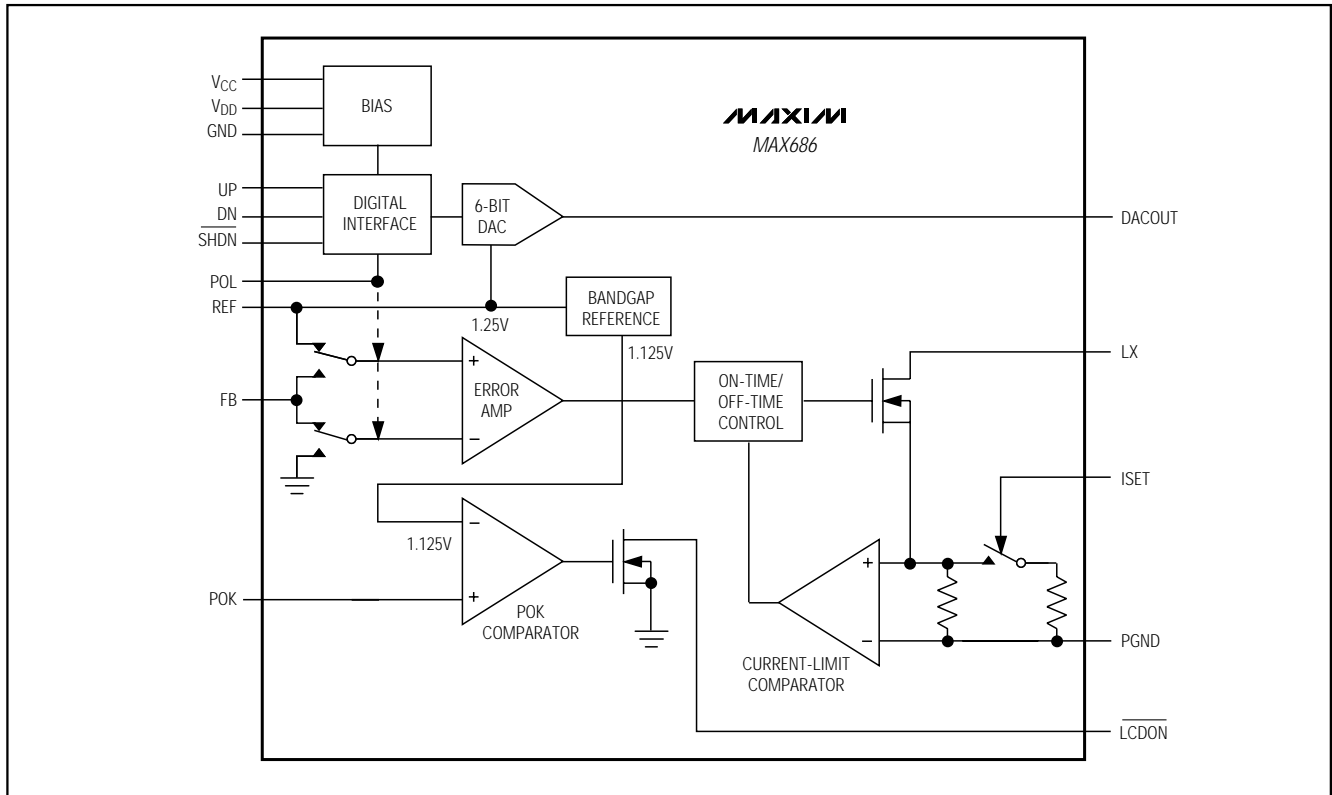 VCC
VDD
GND
BIAS
MAXIM
MAX686
UP
DN
SHDN
DIGITAL
INTERFACE
6-BIT
DAC
DACOUT
POL
REF
BANDGAP
REFERENCE
1.25V
1.125V
LX
FB
+
ERROR
AMP
−
ON-TIME/
OFF-TIME
CONTROL
ISET
−
1.125V
+
POK
POK
COMPARATOR
+
−
PGND
CURRENT-LIMIT
COMPARATOR
LCDON